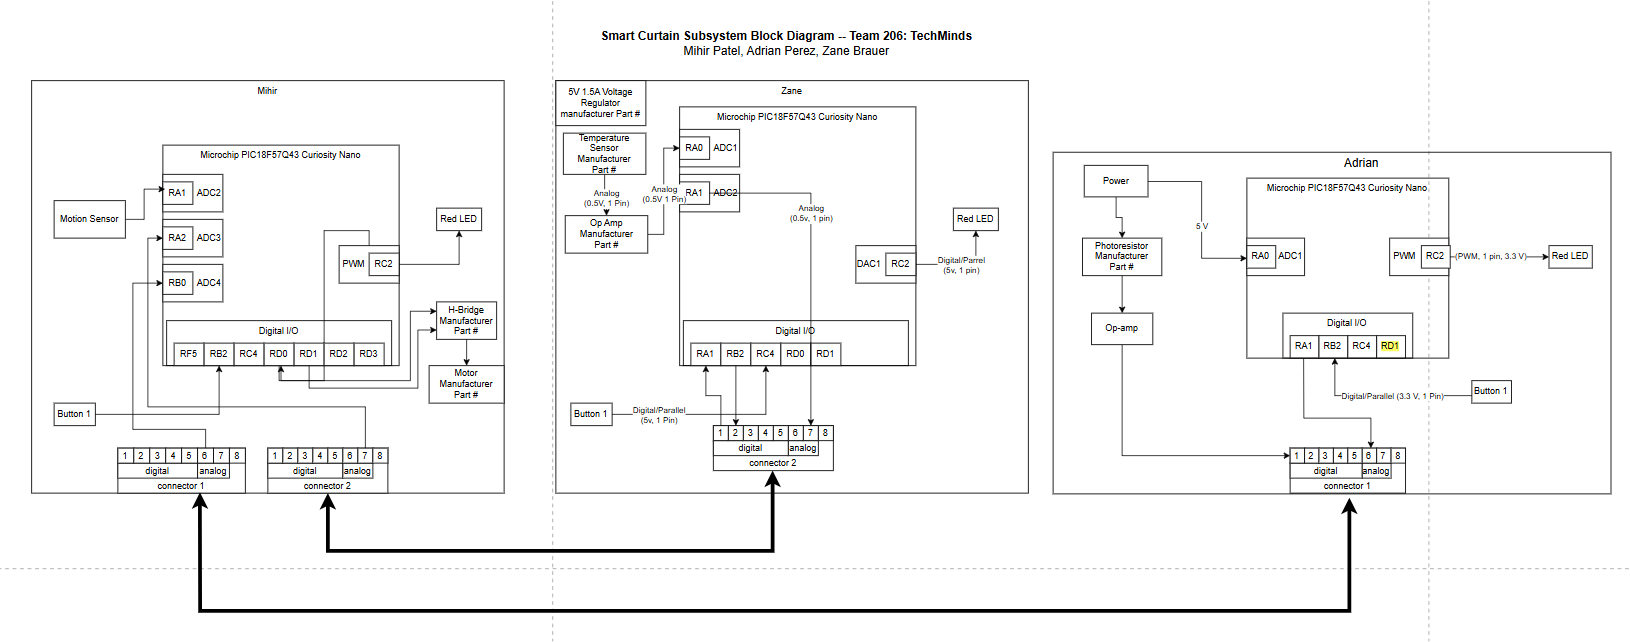 Smart Curtain Subsystem Block Diagram -- Team 206: TechMinds
Mihir Patel, Adrian Perez, Zane Brauer
Mihir
Microchip PIC18F57Q43 Curiosity Nano
RA1 ADC2
Motion Sensor
RA2 ADC3
RB0 ADC4
PWM RC2
Red LED
H-Bridge
Manufacturer
Part #
Digital I/O
RF5 RB2 RC4 RD0 RD1 RD2 RD3
Motor
Manufacturer
Part #
Button 1
1 2 3 4 5 6 7 8
digital analog
connector 1
1 2 3 4 5 6 7 8
digital analog
connector 2
Zane
5V 1.5A Voltage
Regulator
manufacturer Part #
Microchip PIC18F57Q43 Curiosity Nano
Temperature
Sensor
Manufacturer
Part #
RA0 ADC1
Analog
(0.5V, 1 Pin)
Analog
(0.5V 1 Pin)
RA1 ADC2
Analog
(0.5v, 1 pin)
Op Amp
Manufacturer
Part #
Red LED
DAC1 RC2
Digital/Parrel
(5v, 1 pin)
Digital I/O
RA1 RB2 RC4 RD0 RD1
Button 1
Digital/Parallel
(5v, 1 Pin)
1 2 3 4 5 6 7 8
digital analog
connector 2
Adrian
Power
Microchip PIC18F57Q43 Curiosity Nano
5 V
Photoresistor
Manufacturer
Part #
RA0 ADC1
PWM RC2
(PWM, 1 pin, 3.3 V)
Red LED
Op-amp
Digital I/O
RA1 RB2 RC4 RD1
Digital/Parallel (3.3 V, 1 Pin)
Button 1
1 2 3 4 5 6 7 8
digital analog
connector 1